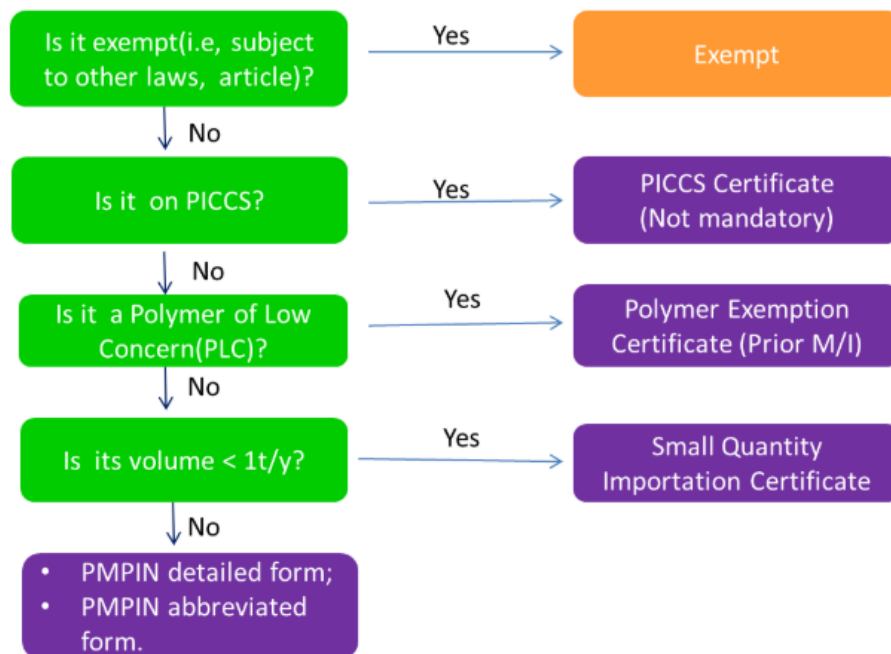 Is it exempt(i.e, subject
to other laws, article)?
Yes
Exempt
No
Is it on PICCS?
Yes
PICCS Certificate
(Not mandatory)
No
Is it a Polymer of Low
Concern(PLC)?
Yes
Polymer Exemption
Certificate (Prior M/I)
No
Is its volume < 1t/y?
Yes
Small Quantity
Importation Certificate
No
• PMPIN detailed form;
• PMPIN abbreviated
form.